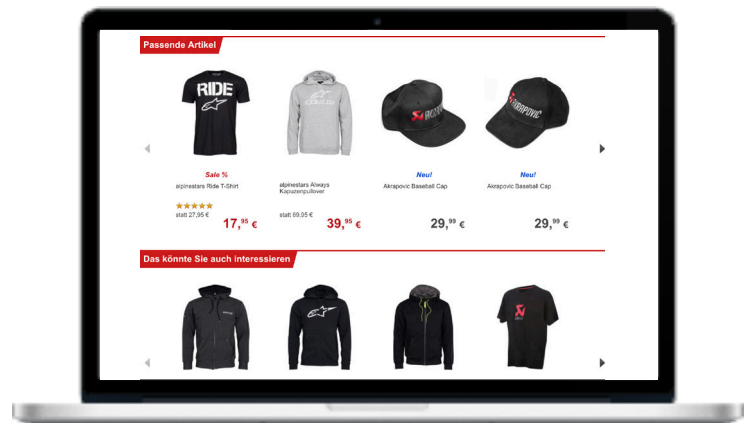 Passende Artikel
RIDE
AKRAPOVIC
Sale %
Neu!
Neu!
alpinestars Ride T-Shirt
alpinestars Always
Kapuzenpullover
Akrapovic Baseball Cap
Akrapovic Baseball Cap
statt 27,95 €
17,95 €
statt 69,95 €
39,95 €
29,99 €
29,99 €
Das könnte Sie auch interessieren